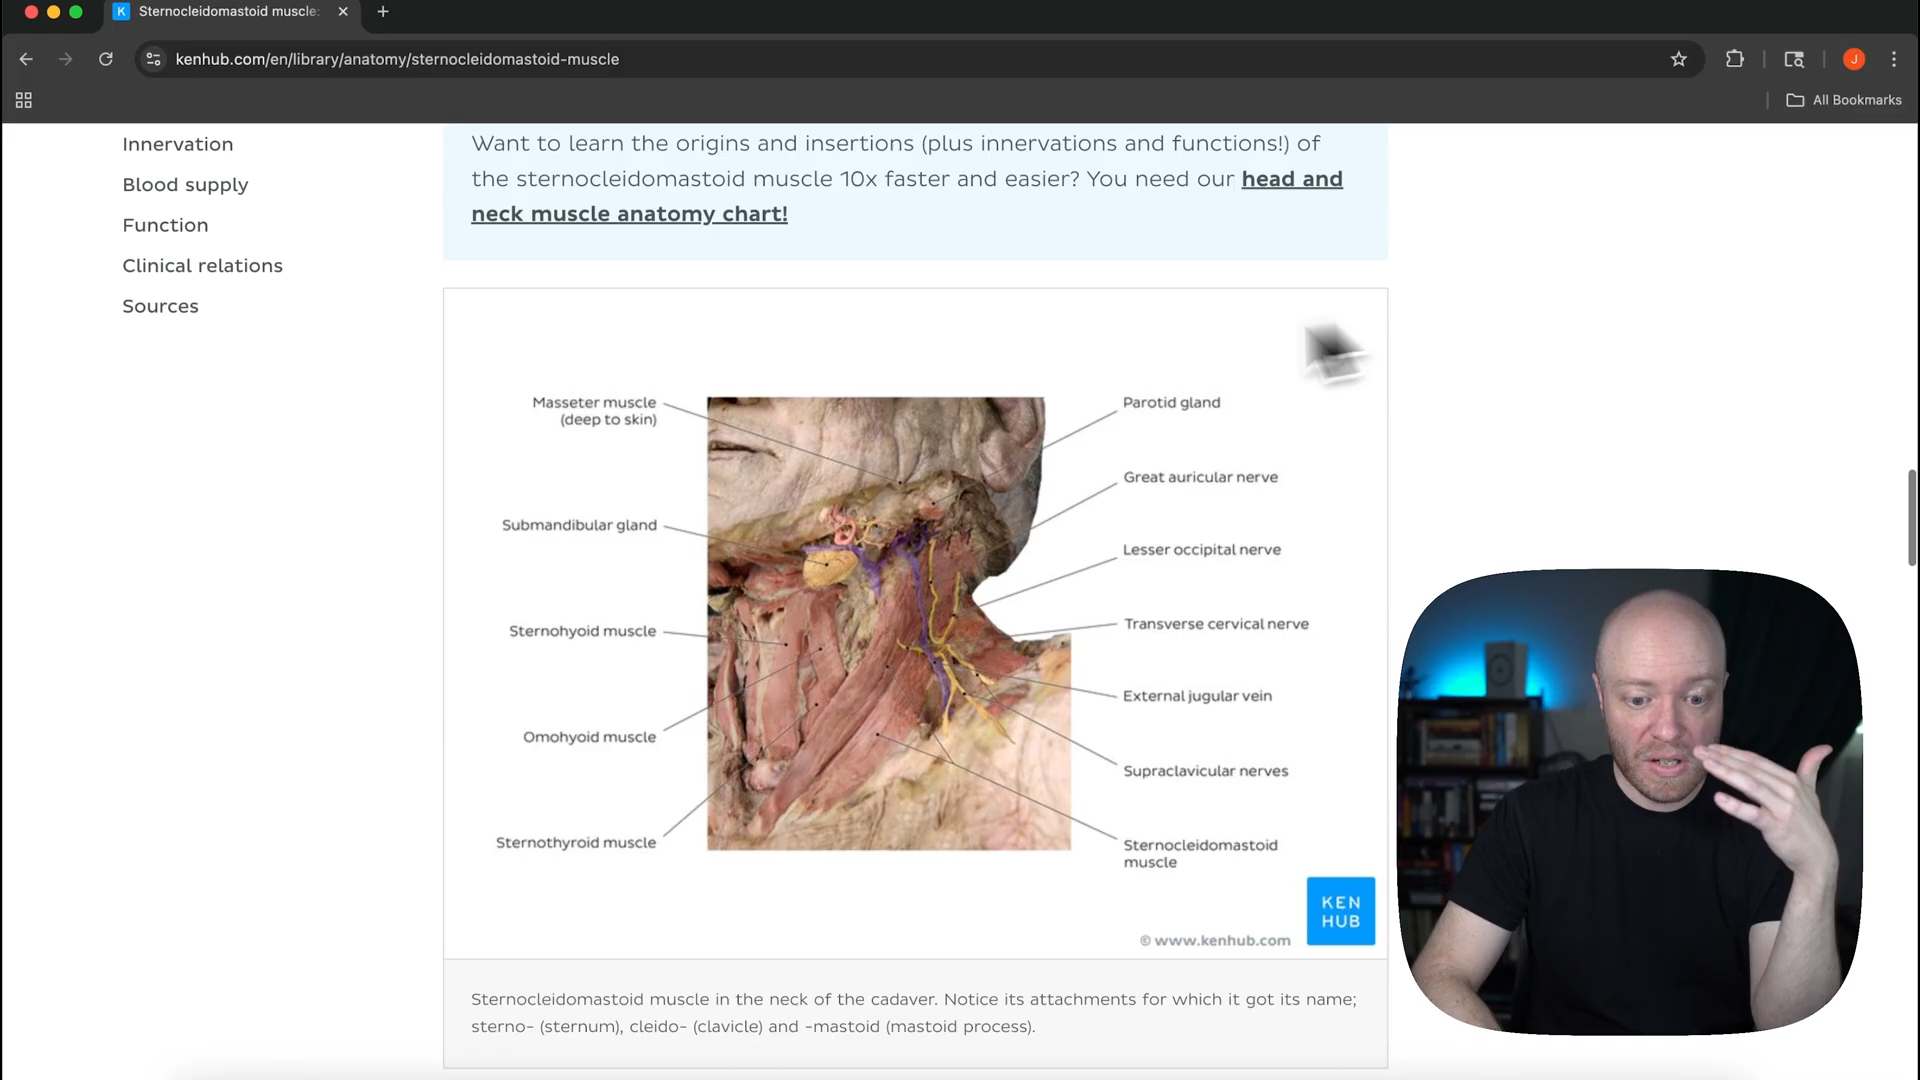 Sternocleidomastoid muscle:
kenhub.com/en/library/anatomy/sternocleidomastoid-muscle
J
All Bookmarks
Innervation
Blood supply
Function
Clinical relations
Sources
Want to learn the origins and insertions (plus innervations and functions!) of
the sternocleidomastoid muscle 10x faster and easier? You need our head and
neck muscle anatomy chart!
Masseter muscle
(deep to skin)
Submandibular gland
Sternohyoid muscle
Omohyoid muscle
Sternothyroid muscle
Parotid gland
Great auricular nerve
Lesser occipital nerve
Transverse cervical nerve
External jugular vein
Supraclavicular nerves
Sternocleidomastoid
muscle
KEN
HUB
© www.kenhub.com
Sternocleidomastoid muscle in the neck of the cadaver. Notice its attachments for which it got its name;
sterno- (sternum), cleido- (clavicle) and -mastoid (mastoid process).